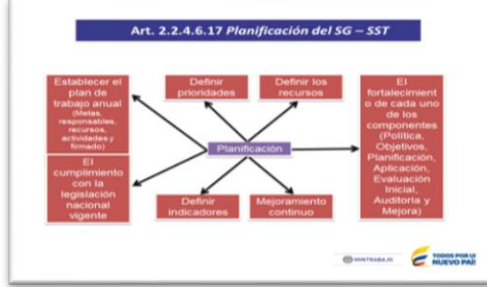 Art. 2.2.4.6.17 Planificación del SG – SST
Establecer el
plan de
trabajo anual
(Metas,
responsables,
recursos,
actividades y
firmado)
El
cumplimiento
con la
legislación
nacional
vigente
Definir
prioridades
Definir los
recursos
Planificación
Definir
indicadores
Mejoramiento
continuo
El
fortalecimient
o de cada uno
de los
componentes
(Política,
Objetivos,
Planificación,
Aplicación,
Evaluación
Inicial,
Auditoria y
Mejora)
MINTRABAJO
TODOS POR UN
NUEVO PAÍS